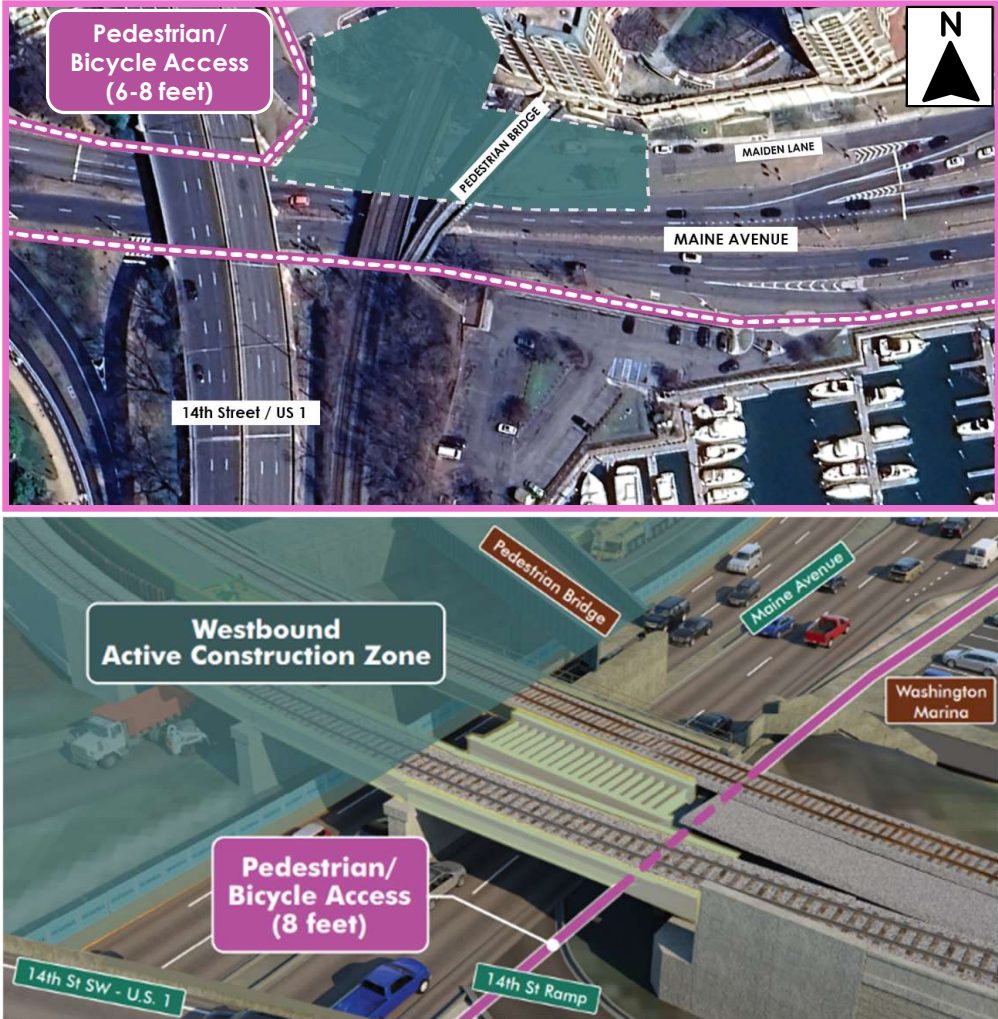 Pedestrian/
Bicycle Access
(6-8 feet)
N
PEDESTRIAN BRIDGE
MAIDEN LANE
MAINE AVENUE
14th Street / US 1
Pedestrian Bridge
Maine Avenue
Westbound
Active Construction Zone
Washington
Marina
Pedestrian/
Bicycle Access
(8 feet)
14th St SW - U.S. 1
14th St Ramp